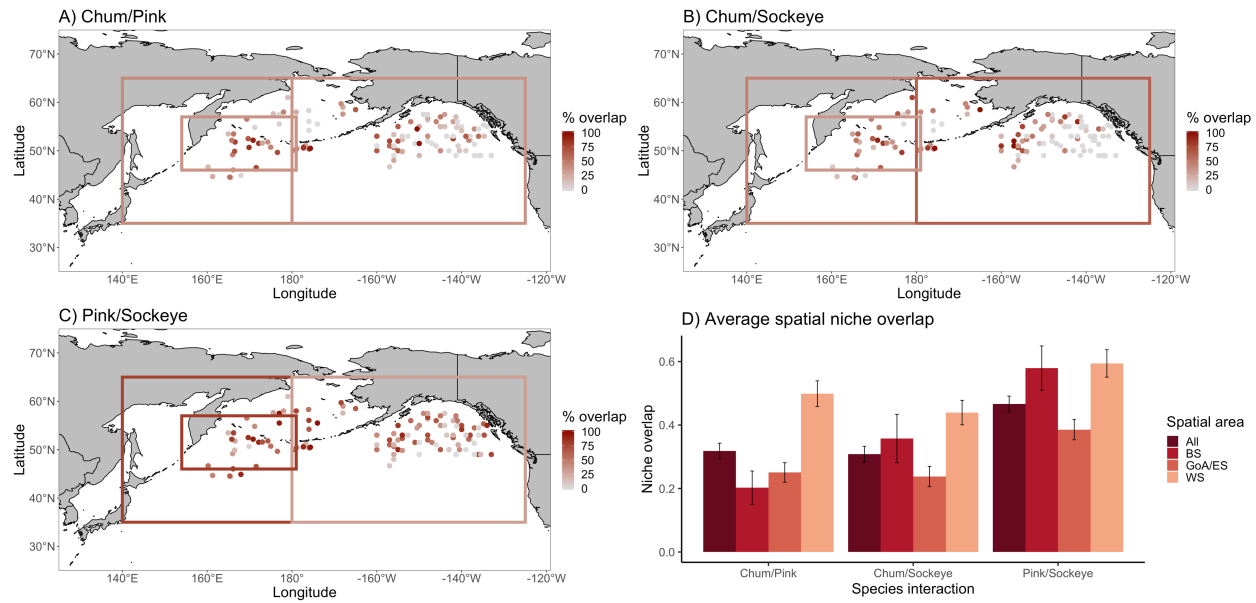 A) Chum/Pink
70°N
60°N
50°N
40°N
30°N
Latitude
140°E
160°E
180°
-160°W
-140°W
-120°W
Longitude
% overlap
100
75
50
25
0
B) Chum/Sockeye
70°N
60°N
50°N
40°N
30°N
Latitude
140°E
160°E
180°
-160°W
-140°W
-120°W
Longitude
% overlap
100
75
50
25
0
C) Pink/Sockeye
70°N
60°N
50°N
40°N
30°N
Latitude
140°E
160°E
180°
-160°W
-140°W
-120°W
Longitude
% overlap
100
75
50
25
0
D) Average spatial niche overlap
0.6
0.4
0.2
0.0
Niche overlap
Chum/Pink
Chum/Sockeye
Pink/Sockeye
Species interaction
Spatial area
All
BS
GoA/ES
WS